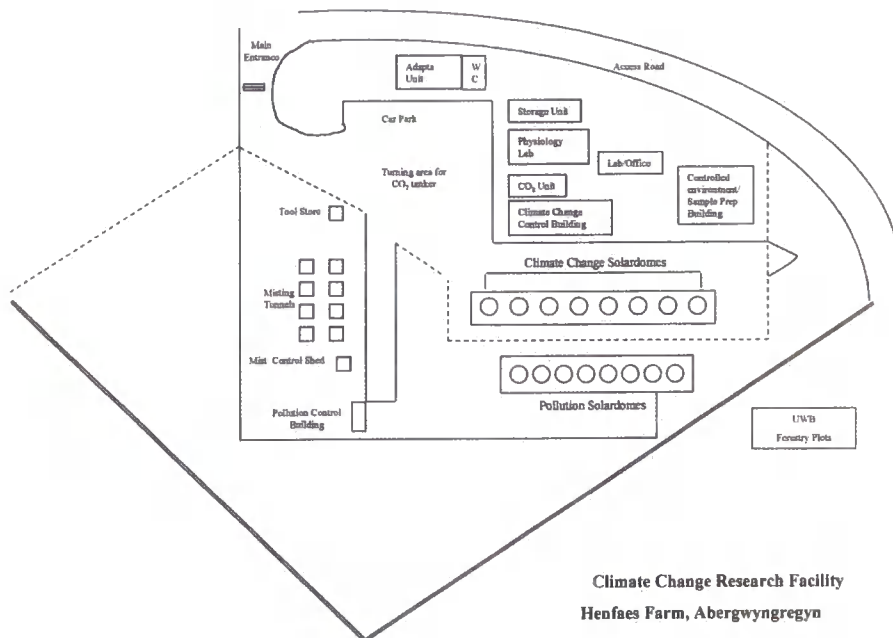 Main
Entrance
Adapta
Unit
W
C
Access Road
Car Park
Storage Unit
Physiology
Lab
Lab/Office
Turning area for
CO₂ tanker
CO₂ Unit
Controlled
environment/
Sample Prep
Building
Tool Store
Climate Change
Control Building
Climate Change Solardomes
Misting
Tunnels
Mist Control Shed
Pollution Control
Building
Pollution Solardomes
UWB
Forestry Plots
Climate Change Research Facility
Henfaes Farm, Abergwyngregyn